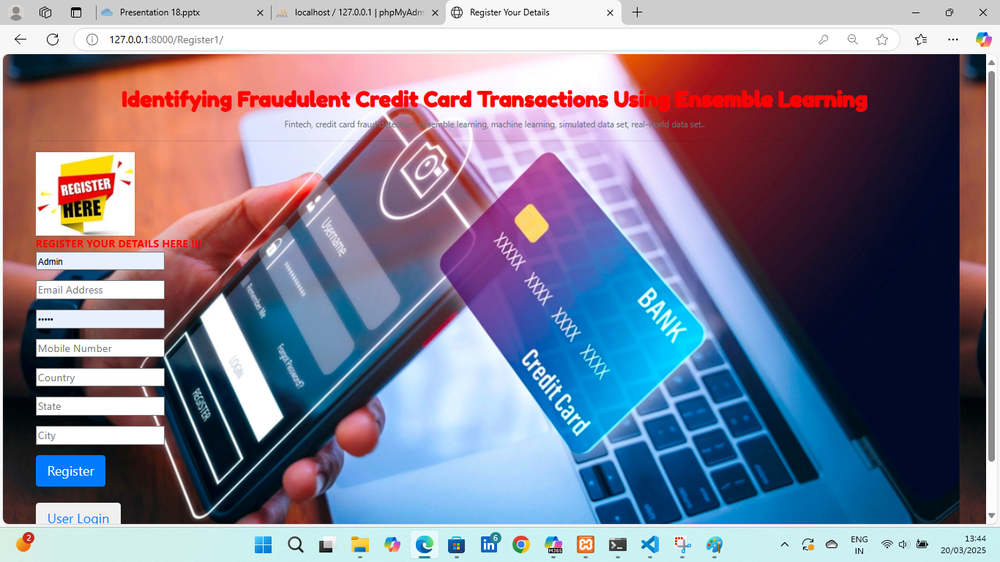 Presentation 18.pptx
localhost / 127.0.0.1 | phpMyAdm
Register Your Details
127.0.0.1:8000/Register1/
Identifying Fraudulent Credit Card Transactions Using Ensemble Learning
Fintech, credit card fraud detection, ensemble learning, machine learning, simulated data set, real-world data set..
REGISTER
HERE
REGISTER YOUR DETAILS HERE !!!
Admin
Email Address
•••••
Mobile Number
Country
State
City
Register
User Login
Username
Remember Me
LOGIN
Forgot Password?
REGISTER
XXXX XXXX XXXX XXXX
BANK
Credit Card
2
6
M365
ENG
IN
13:44
20/03/2025